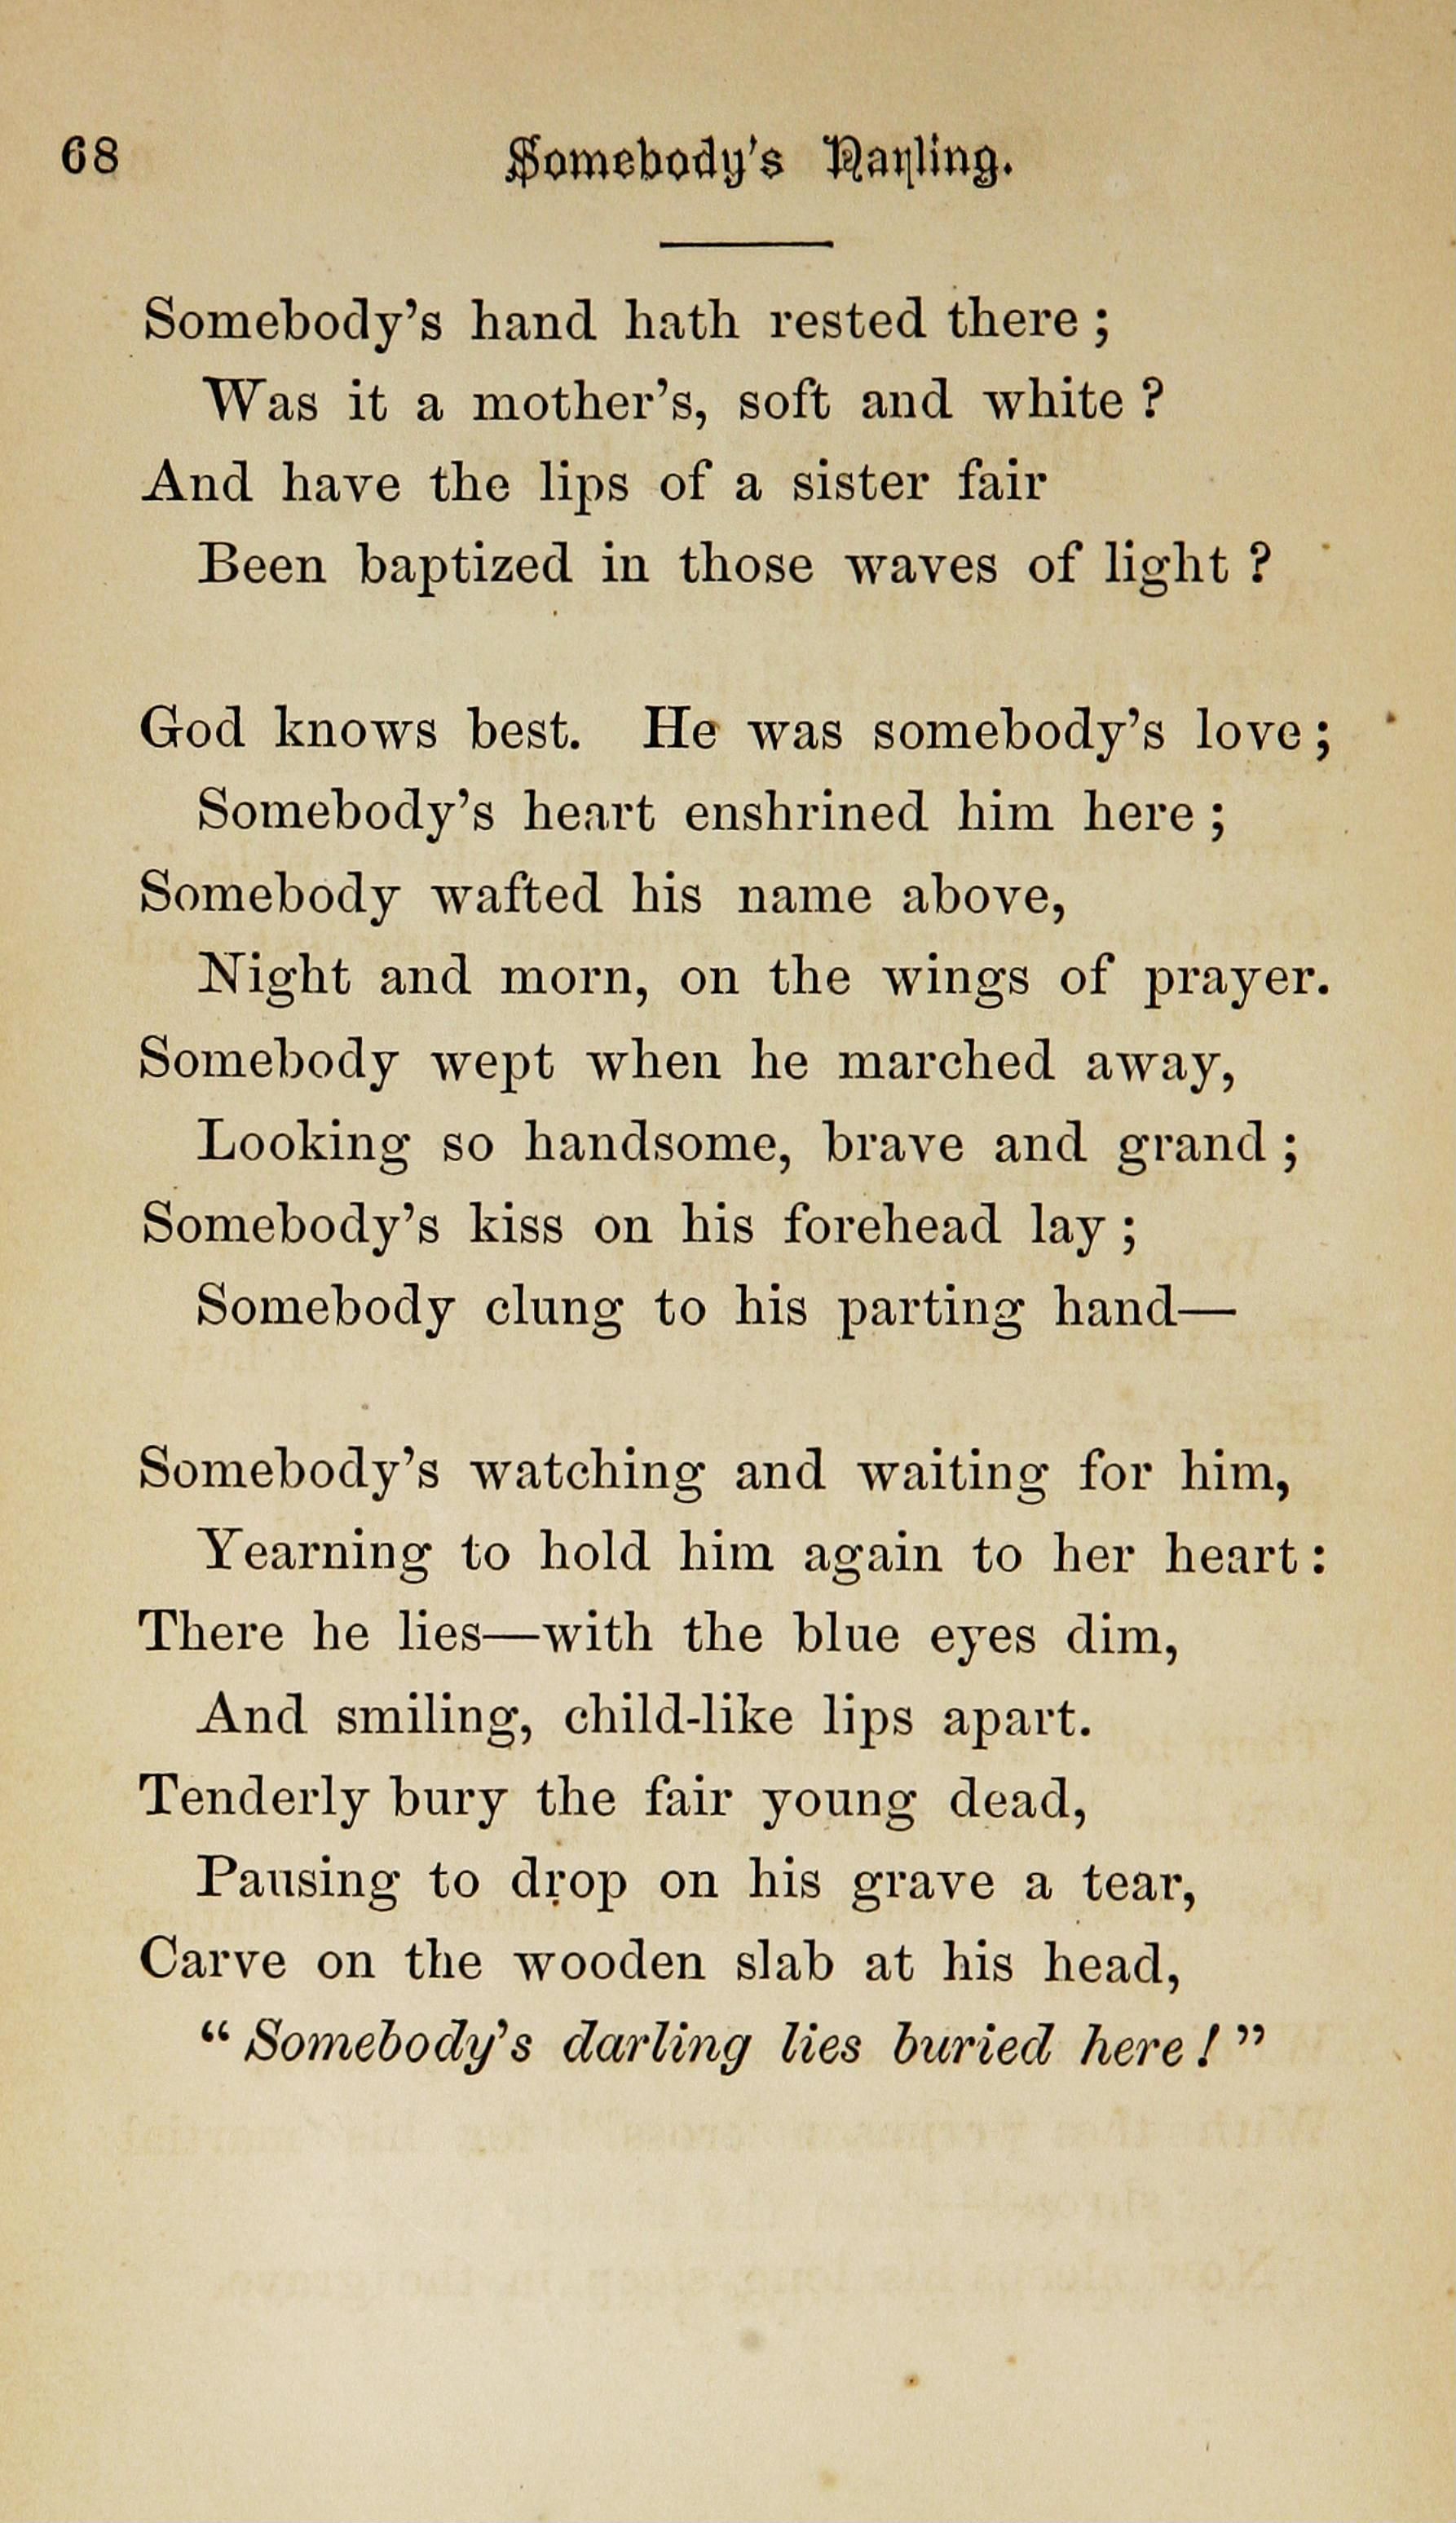 68 Somebody's Darling.
Somebody's hand hath rested there;
Was it a mother's, soft and white?
And have the lips of a sister fair
Been baptized in those waves of light?
God knows best. He was somebody's love;
Somebody's heart enshrined him here;
Somebody wafted his name above,
Night and morn, on the wings of prayer.
Somebody wept when he marched away,
Looking so handsome, brave and grand;
Somebody's kiss on his forehead lay;
Somebody clung to his parting hand—
Somebody's watching and waiting for him,
Yearning to hold him again to her heart:
There he lies—with the blue eyes dim,
And smiling, child-like lips apart.
Tenderly bury the fair young dead,
Pausing to drop on his grave a tear,
Carve on the wooden slab at his head,
"Somebody's darling lies buried here!"